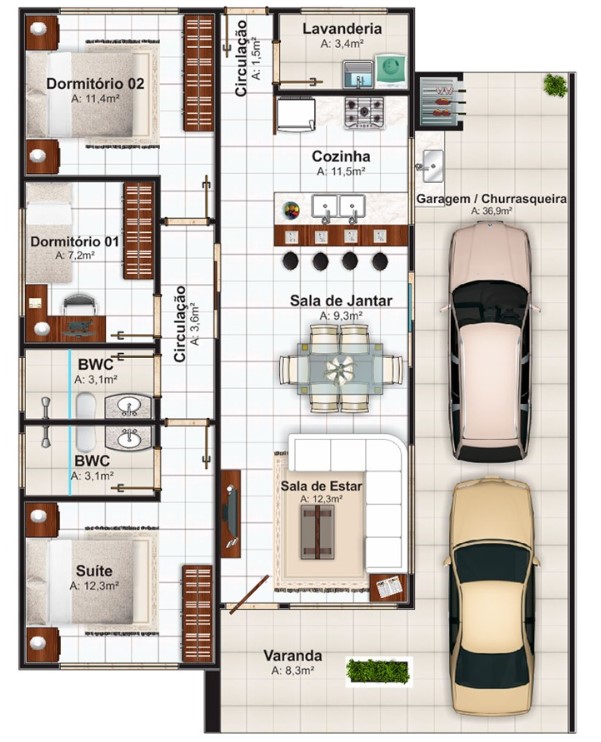 Lavanderia
A: 3,4m²
Circulação
A: 1,5m²
Dormitório 02
A: 11,4m²
Cozinha
A: 11,5m²
Garagem / Churrasqueira
A: 36,9m²
Dormitório 01
A: 7,2m²
Circulação
A: 3,6m²
Sala de Jantar
A: 9,3m²
BWC
A: 3,1m²
BWC
A: 3,1m²
Sala de Estar
A: 12,3m²
Suíte
A: 12,3m²
Varanda
A: 8,3m²